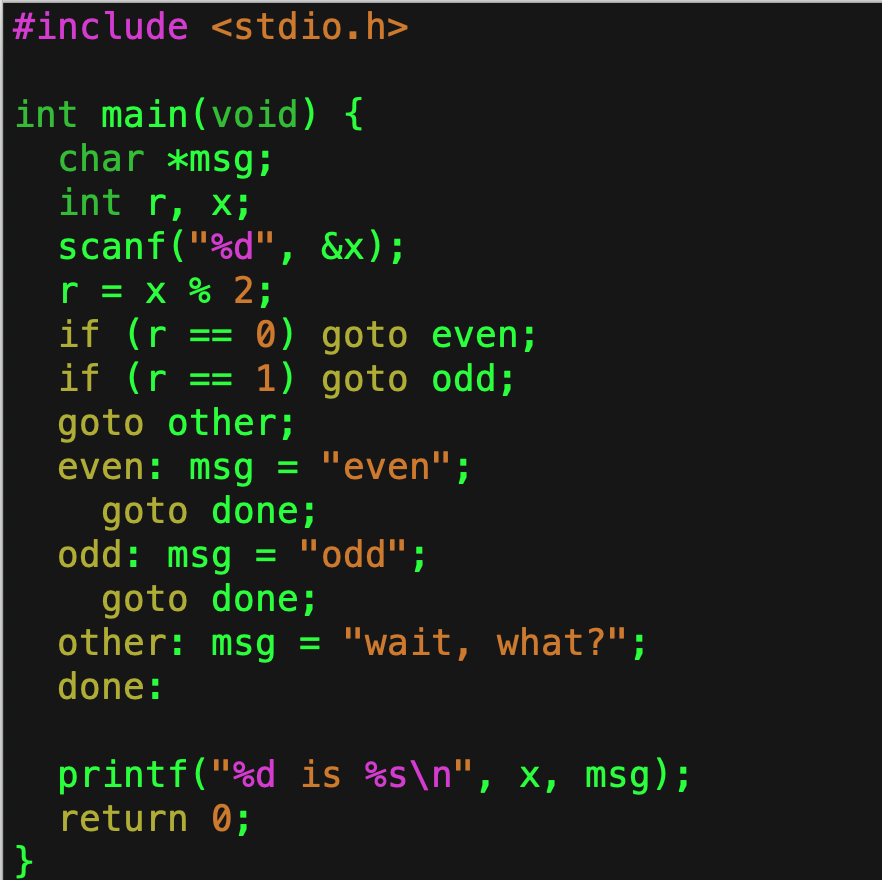 #include <stdio.h>

int main(void) {
  char *msg;
  int r, x;
  scanf("%d", &x);
  r = x % 2;
  if (r == 0) goto even;
  if (r == 1) goto odd;
  goto other;
  even: msg = "even";
    goto done;
  odd: msg = "odd";
    goto done;
  other: msg = "wait, what?";
  done:

  printf("%d is %s\n", x, msg);
  return 0;
}